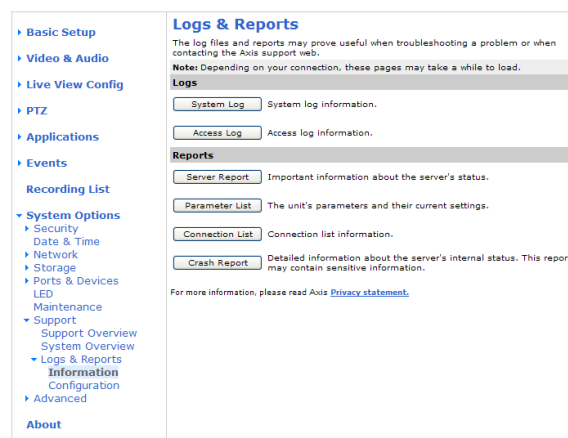 Basic Setup
Video & Audio
Live View Config
PTZ
Applications
Events
Recording List
System Options
Security
Date & Time
Network
Storage
Ports & Devices
LED
Maintenance
Support
Support Overview
System Overview
Logs & Reports
Information
Configuration
Advanced
About
Logs & Reports
The log files and reports may prove useful when troubleshooting a problem or when
contacting the Axis support web.
Note: Depending on your connection, these pages may take a while to load.
Logs
System Log System log information.
Access Log Access log information.
Reports
Server Report Important information about the server's status.
Parameter List The unit's parameters and their current settings.
Connection List Connection list information.
Crash Report Detailed information about the server's internal status. This repor
may contain sensitive information.
For more information, please read Axis Privacy statement.